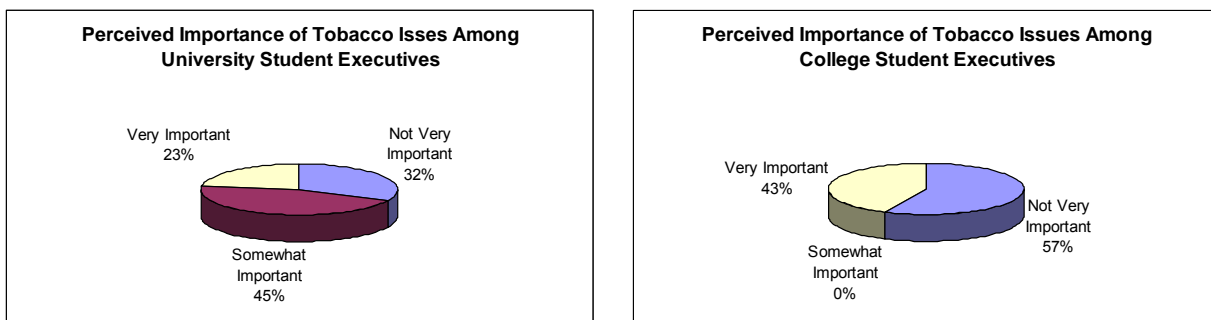 Perceived Importance of Tobacco Isses Among
University Student Executives
Very Important
23%
Not Very
Important
32%
Somewhat
Important
45%
Perceived Importance of Tobacco Issues Among
College Student Executives
Very Important
43%
Not Very
Important
57%
Somewhat
Important
0%